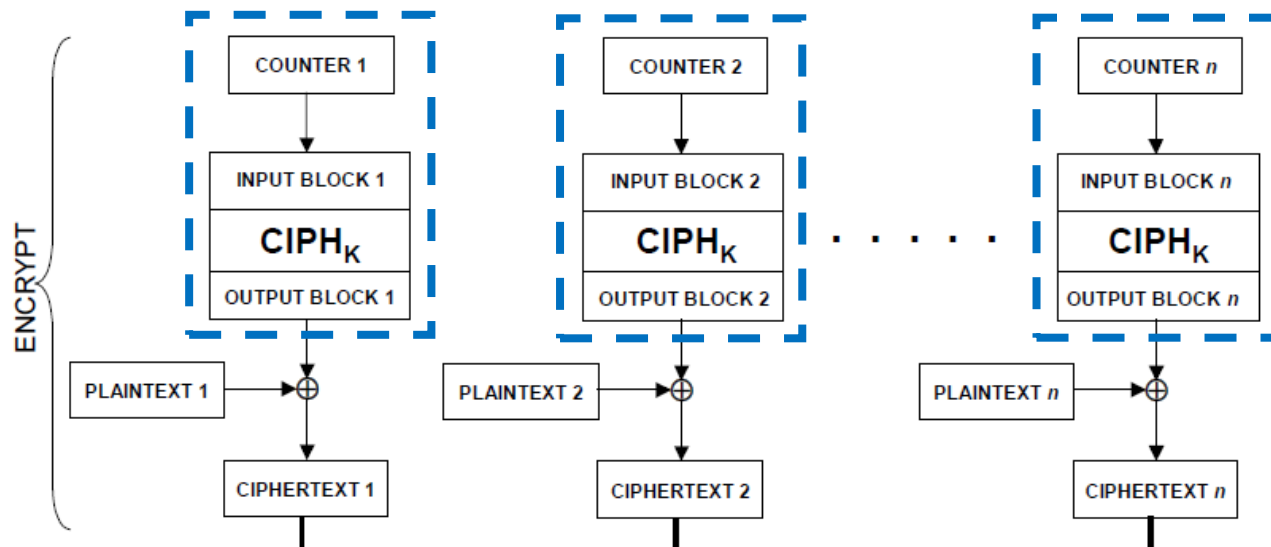 ENCRYPT
COUNTER 1
COUNTER 2
COUNTER n
INPUT BLOCK 1
INPUT BLOCK 2
INPUT BLOCK n
CIPHK
CIPHK
. . . . .
CIPHK
OUTPUT BLOCK 1
OUTPUT BLOCK 2
OUTPUT BLOCK n
PLAINTEXT 1
PLAINTEXT 2
PLAINTEXT n
CIPHERTEXT 1
CIPHERTEXT 2
CIPHERTEXT n